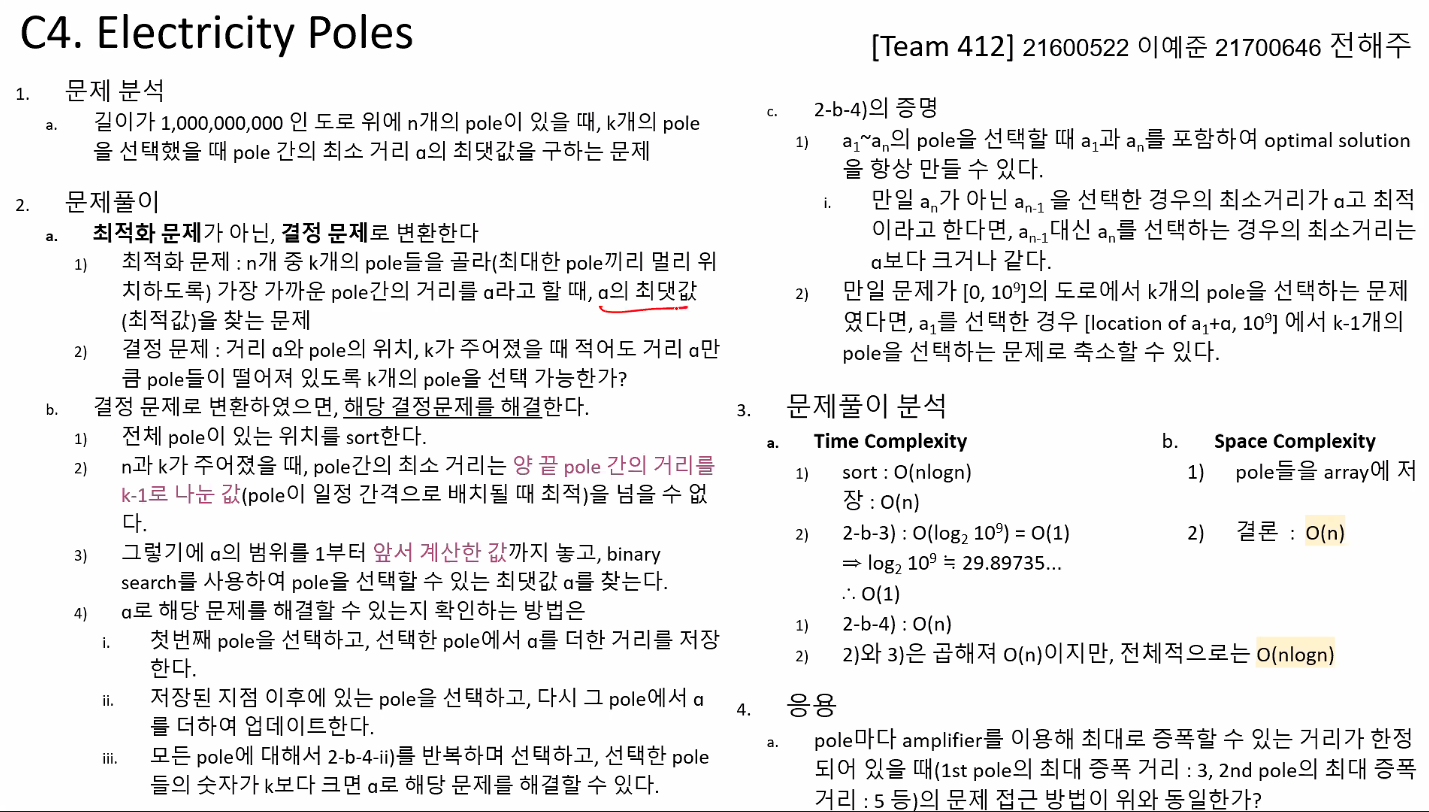 C4. Electricity Poles
[Team 412] 21600522 이예준 21700646 전해주
1. 문제 분석
a. 길이가 1,000,000,000 인 도로 위에 n개의 pole이 있을 때, k개의 pole
을 선택했을 때 pole 간의 최소 거리 α의 최댓값을 구하는 문제
2. 문제풀이
a. 최적화 문제가 아닌, 결정 문제로 변환한다
1) 최적화 문제 : n개 중 k개의 pole들을 골라(최대한 pole끼리 멀리 위
치하도록) 가장 가까운 pole간의 거리를 α라고 할 때, α의 최댓값
(최적값)을 찾는 문제
2) 결정 문제 : 거리 α와 pole의 위치, k가 주어졌을 때 적어도 거리 α만
큼 pole들이 떨어져 있도록 k개의 pole을 선택 가능한가?
b. 결정 문제로 변환하였으면, 해당 결정문제를 해결한다.
1) 전체 pole이 있는 위치를 sort한다.
2) n과 k가 주어졌을 때, pole간의 최소 거리는 양 끝 pole 간의 거리를
k-1로 나눈 값(pole이 일정 간격으로 배치될 때 최적)을 넘을 수 없
다.
3) 그렇기에 α의 범위를 1부터 앞서 계산한 값까지 놓고, binary
search를 사용하여 pole을 선택할 수 있는 최댓값 α를 찾는다.
4) α로 해당 문제를 해결할 수 있는지 확인하는 방법은
i. 첫번째 pole을 선택하고, 선택한 pole에서 α를 더한 거리를 저장
한다.
ii. 저장된 지점 이후에 있는 pole을 선택하고, 다시 그 pole에서 α
를 더하여 업데이트한다.
iii. 모든 pole에 대해서 2-b-4-ii)를 반복하며 선택하고, 선택한 pole
들의 숫자가 k보다 크면 α로 해당 문제를 해결할 수 있다.
c. 2-b-4)의 증명
1) a₁~aₙ의 pole을 선택할 때 a₁과 aₙ를 포함하여 optimal solution
을 항상 만들 수 있다.
i. 만일 aₙ가 아닌 aₙ₋₁ 을 선택한 경우의 최소거리가 α고 최적
이라고 한다면, aₙ₋₁대신 aₙ를 선택하는 경우의 최소거리는
α보다 크거나 같다.
2) 만일 문제가 [0, 10⁹]의 도로에서 k개의 pole을 선택하는 문제
였다면, a₁를 선택한 경우 [location of a₁+α, 10⁹] 에서 k-1개의
pole을 선택하는 문제로 축소할 수 있다.
3. 문제풀이 분석
a. Time Complexity
1) sort : O(nlogn)
장 : O(n)
2) 2-b-3) : O(log₂ 10⁹) = O(1)
⇒ log₂ 10⁹ ≒ 29.89735...
∴ O(1)
1) 2-b-4) : O(n)
2) 2)와 3)은 곱해져 O(n)이지만, 전체적으로는 O(nlogn)
b. Space Complexity
1) pole들을 array에 저
2) 결론 : O(n)
4. 응용
a. pole마다 amplifier를 이용해 최대로 증폭할 수 있는 거리가 한정
되어 있을 때(1st pole의 최대 증폭 거리 : 3, 2nd pole의 최대 증폭
거리 : 5 등)의 문제 접근 방법이 위와 동일한가?